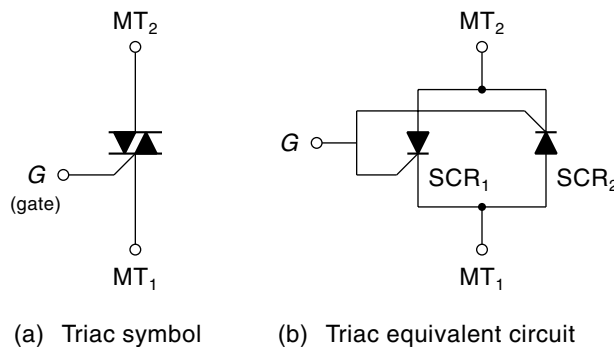 MT₂
G
(gate)
MT₁
(a) Triac symbol
MT₂
G
SCR₁
SCR₂
MT₁
(b) Triac equivalent circuit